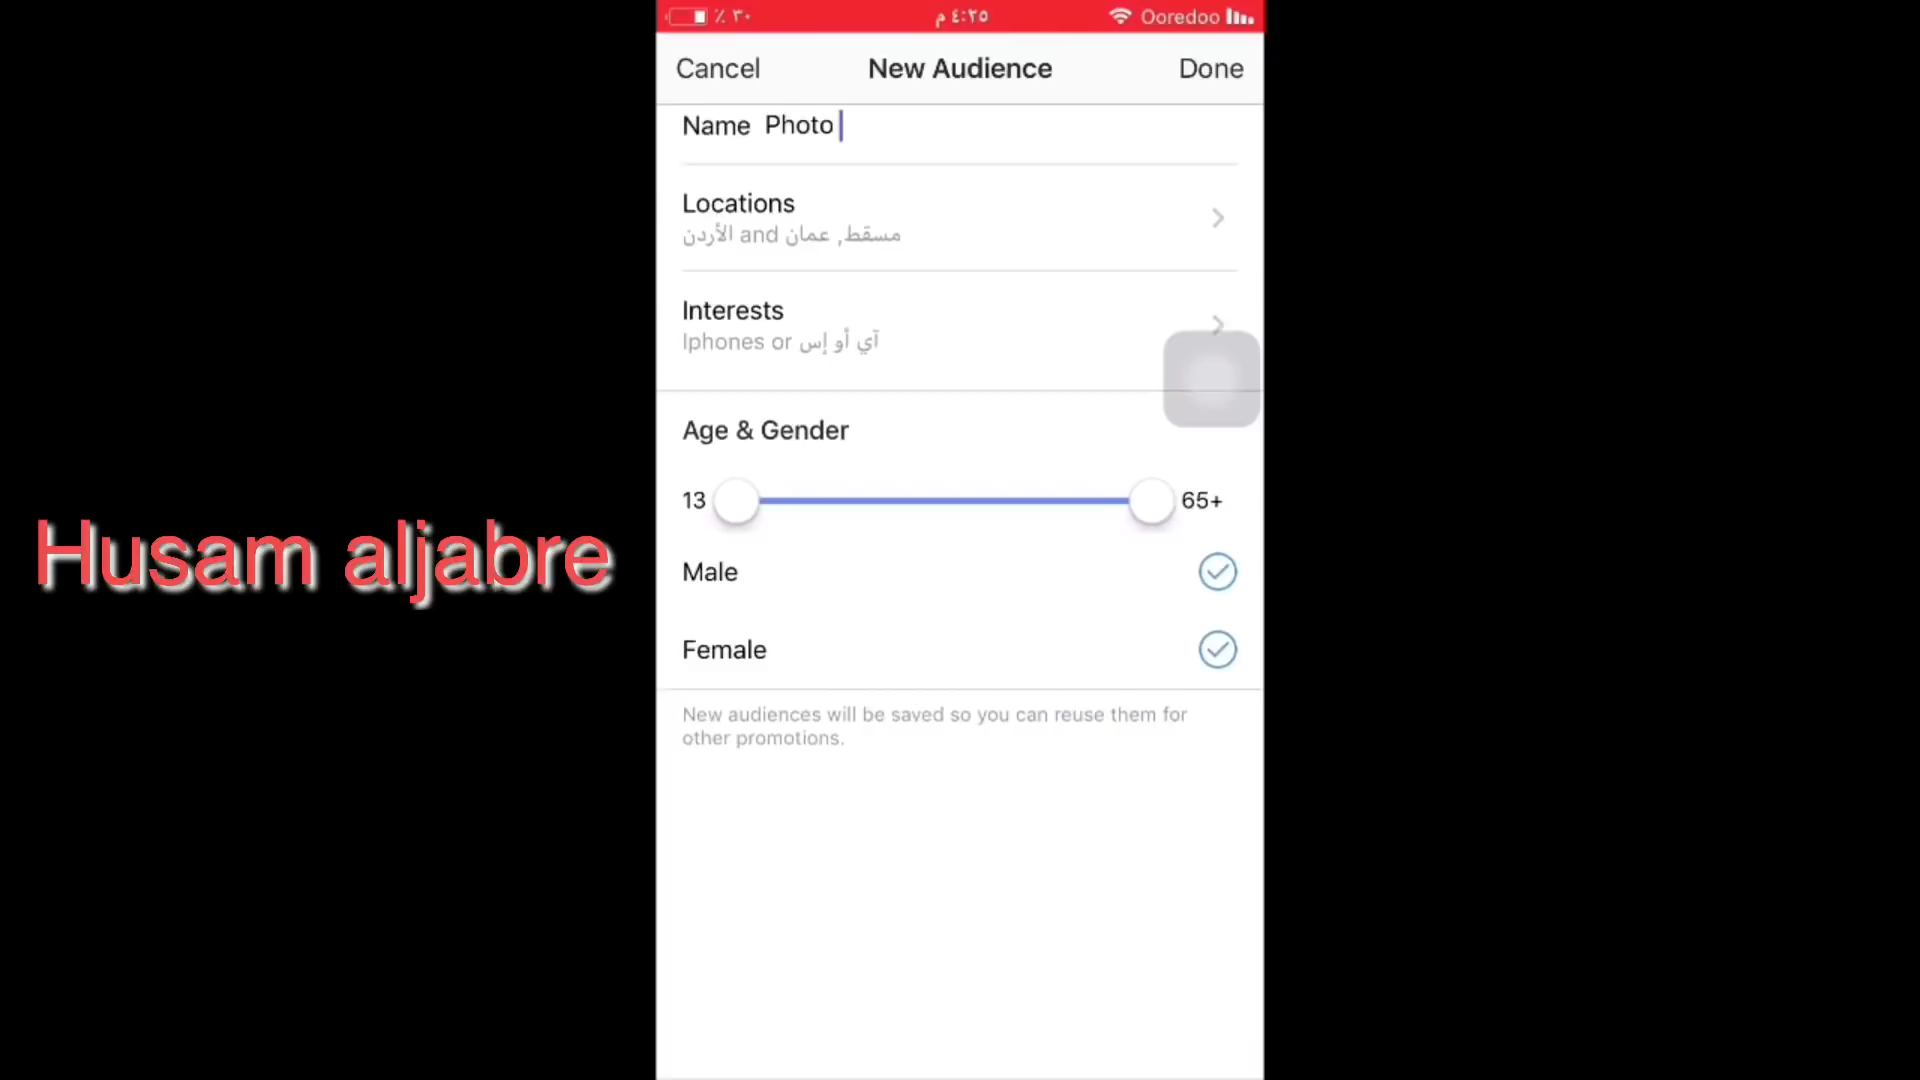 ٪ ٣٠
٤:٢٥ م
Ooredoo
Cancel
New Audience
Done
Name Photo
Locations
مسقط, عمان and الأردن
Interests
Iphones or آي أو إس
Age & Gender
13
65+
Male
Female
New audiences will be saved so you can reuse them for
other promotions.
Husam aljabre